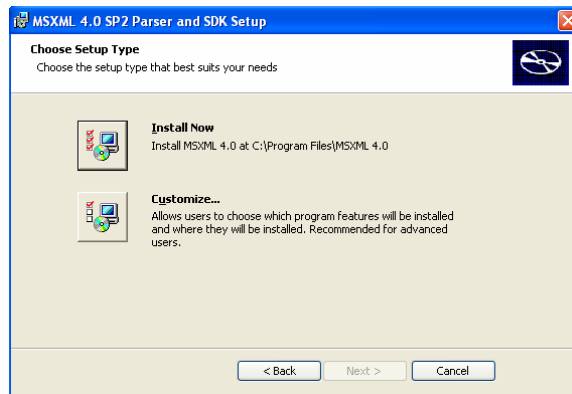 MSXML 4.0 SP2 Parser and SDK Setup
Choose Setup Type
Choose the setup type that best suits your needs
Install Now
Install MSXML 4.0 at C:\Program Files\MSXML 4.0
Customize...
Allows users to choose which program features will be installed
and where they will be installed. Recommended for advanced
users.
< Back Next > Cancel